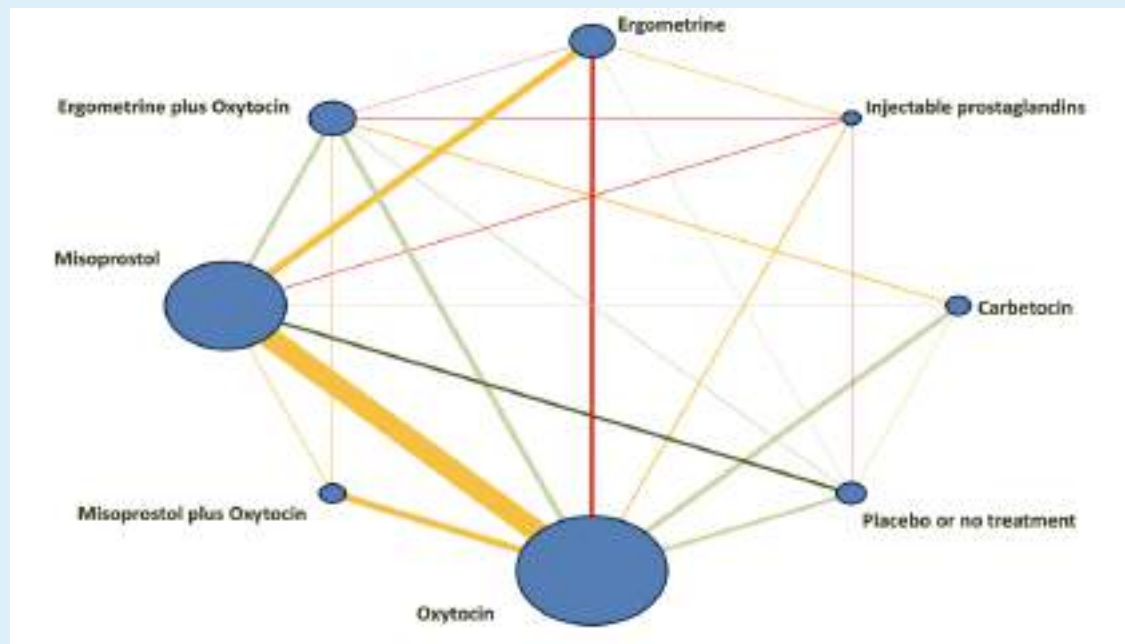 Ergometrine
Ergometrine plus Oxytocin
Injectable prostaglandins
Misoprostol
Carbetocin
Misoprostol plus Oxytocin
Placebo or no treatment
Oxytocin